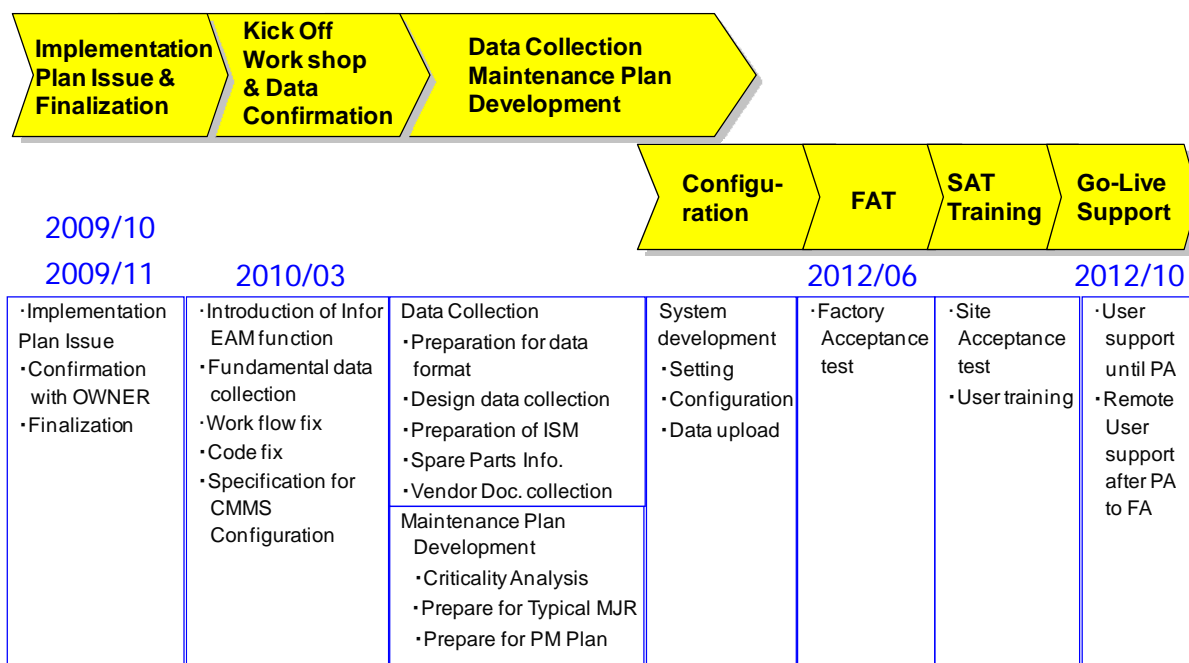 Implementation
Plan Issue &
Finalization
Kick Off
Work shop
& Data
Confirmation
Data Collection
Maintenance Plan
Development
Configu-
ration
FAT
SAT
Training
Go-Live
Support
2009/10
2009/11
2010/03
2012/06
2012/10
・Implementation
Plan Issue
・Confirmation
with OWNER
・Finalization
・Introduction of Infor
EAM function
・Fundamental data
collection
・Work flow fix
・Code fix
・Specification for
CMMS
Configuration
Data Collection
・Preparation for data
format
・Design data collection
・Preparation of ISM
・Spare Parts Info.
・Vendor Doc. collection
Maintenance Plan
Development
・Criticality Analysis
・Prepare for Typical MJR
・Prepare for PM Plan
System
development
・Setting
・Configuration
・Data upload
・Factory
Acceptance
test
・Site
Acceptance
test
・User training
・User
support
until PA
・Remote
User
support
after PA
to FA